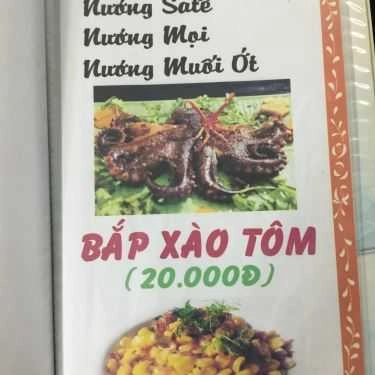 Nướng Sate
Nướng Mọi
Nướng Muối Ớt
BẮP XÀO TÔM
(20.000Đ)